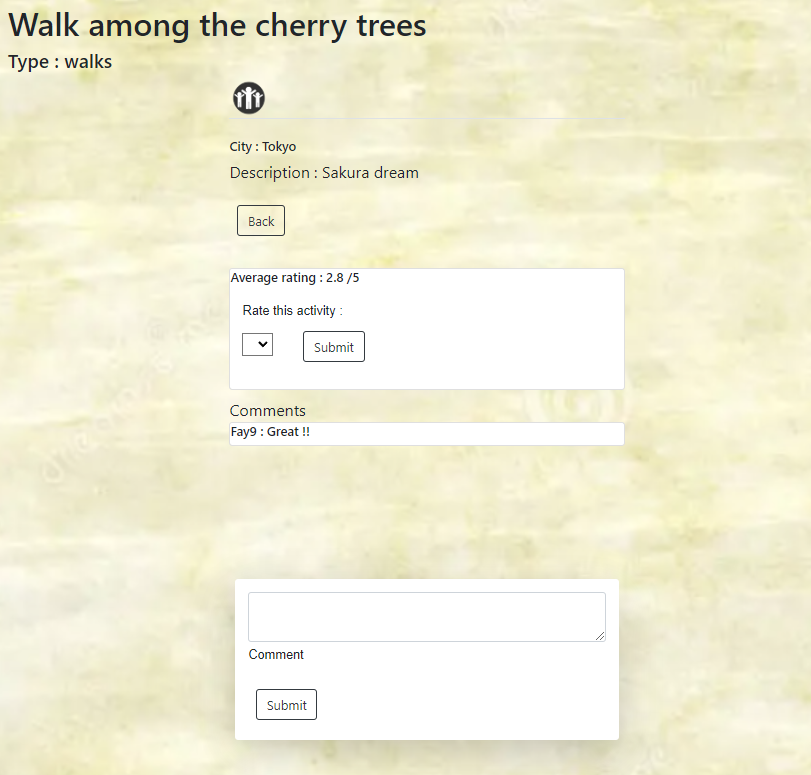 Walk among the cherry trees
Type : walks
City : Tokyo
Description : Sakura dream
Back
Average rating : 2.8 /5
Rate this activity :
Submit
Comments
Fay9 : Great !!
Comment
Submit